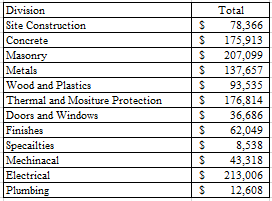 Division Total
Site Construction $ 78,366
Concrete $ 175,913
Masonry $ 207,099
Metals $ 137,657
Wood and Plastics $ 93,535
Thermal and Mositure Protection $ 176,814
Doors and Windows $ 36,686
Finishes $ 62,049
Specailties $ 8,538
Mechinacal $ 43,318
Electrical $ 213,006
Plumbing $ 12,608